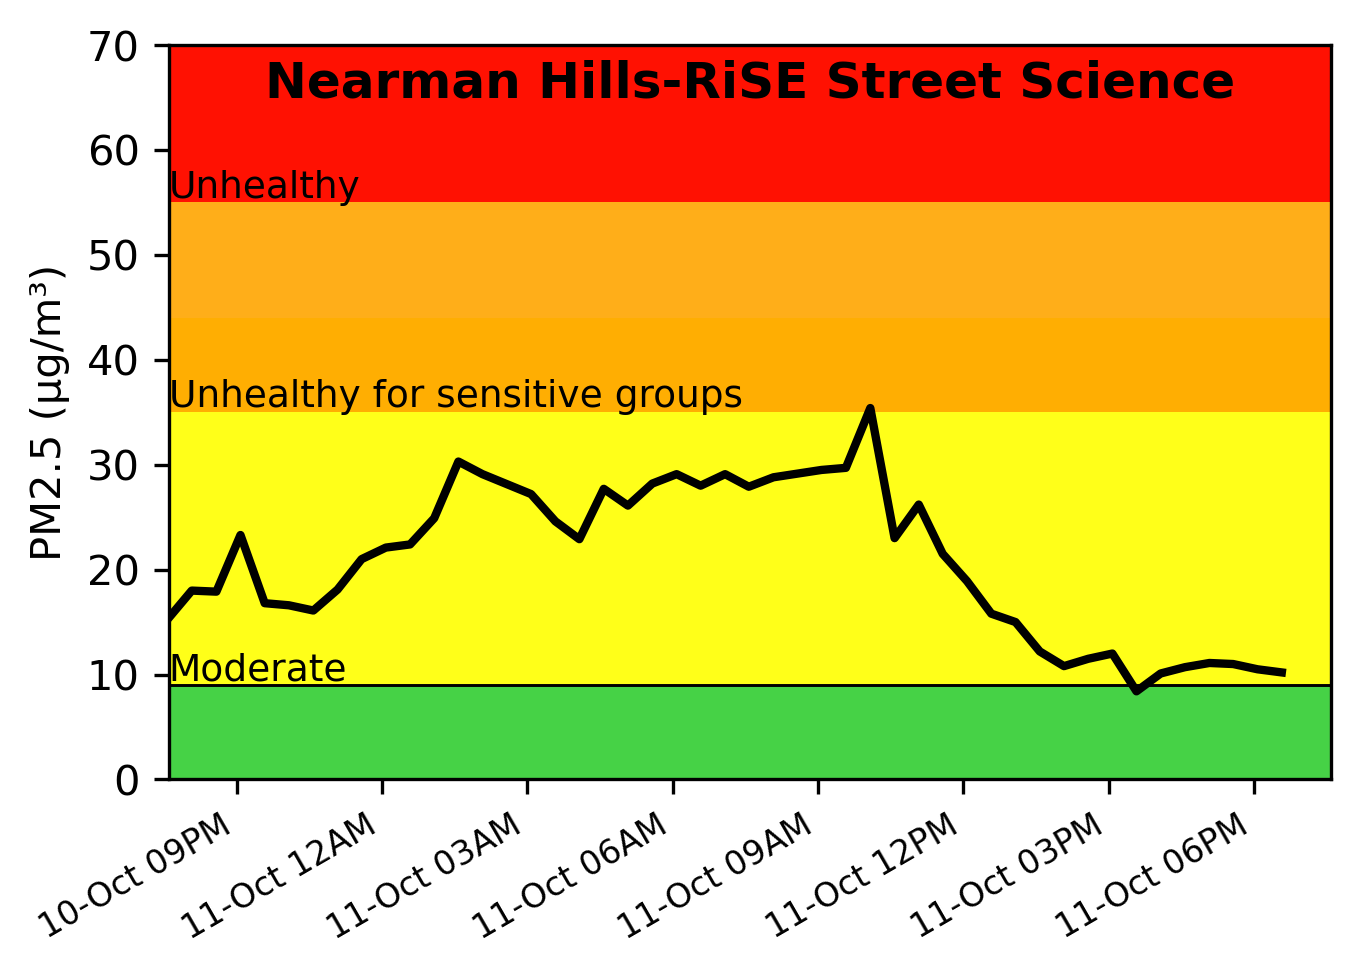 Nearman Hills-RiSE Street Science
70
60
50
40
30
20
10
0
PM2.5 (µg/m³)
Unhealthy
Unhealthy for sensitive groups
Moderate
10-Oct 09PM
11-Oct 12AM
11-Oct 03AM
11-Oct 06AM
11-Oct 09AM
11-Oct 12PM
11-Oct 03PM
11-Oct 06PM